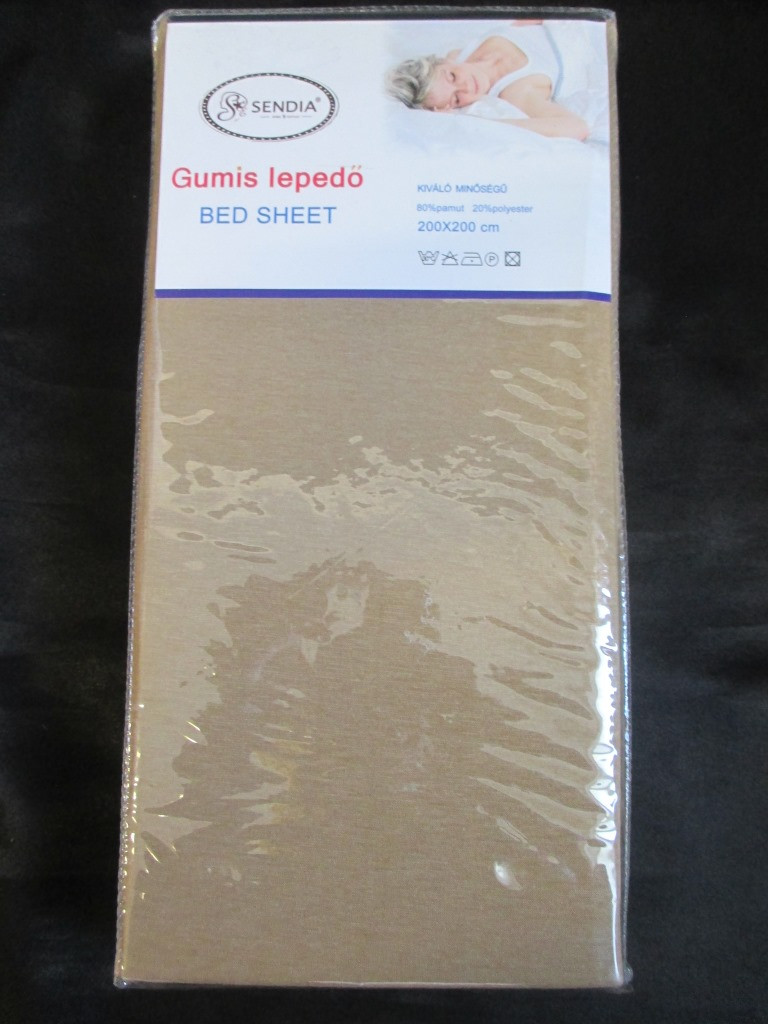 SENDIA®
Gumis lepedő
BED SHEET
KIVÁLÓ MINŐSÉGŰ
80%pamut 20%polyester
200X200 cm
P